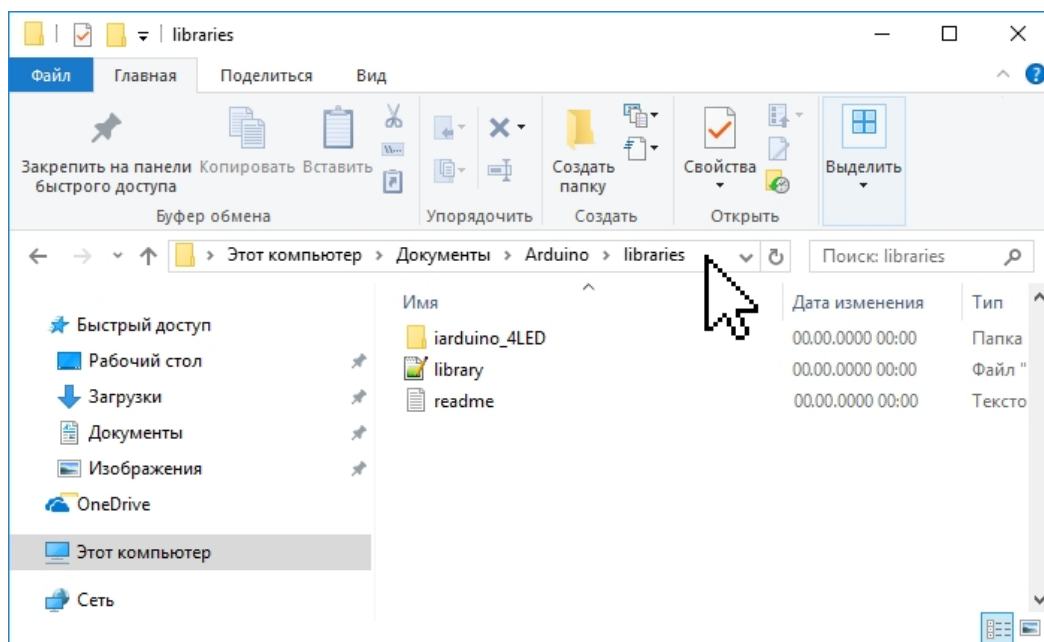 libraries
Файл Главная Поделиться Вид
Закрепить на панели быстрого доступа
Копировать
Вставить
Создать папку
Свойства
Выделить
Буфер обмена Упорядочить Создать Открыть
Этот компьютер > Документы > Arduino > libraries
Поиск: libraries
Имя Дата изменения Тип
Быстрый доступ
Рабочий стол
Загрузки
Документы
Изображения
OneDrive
Этот компьютер
Сеть
iarduino_4LED 00.00.0000 00:00 Папка
library 00.00.0000 00:00 Файл "
readme 00.00.0000 00:00 Тексто